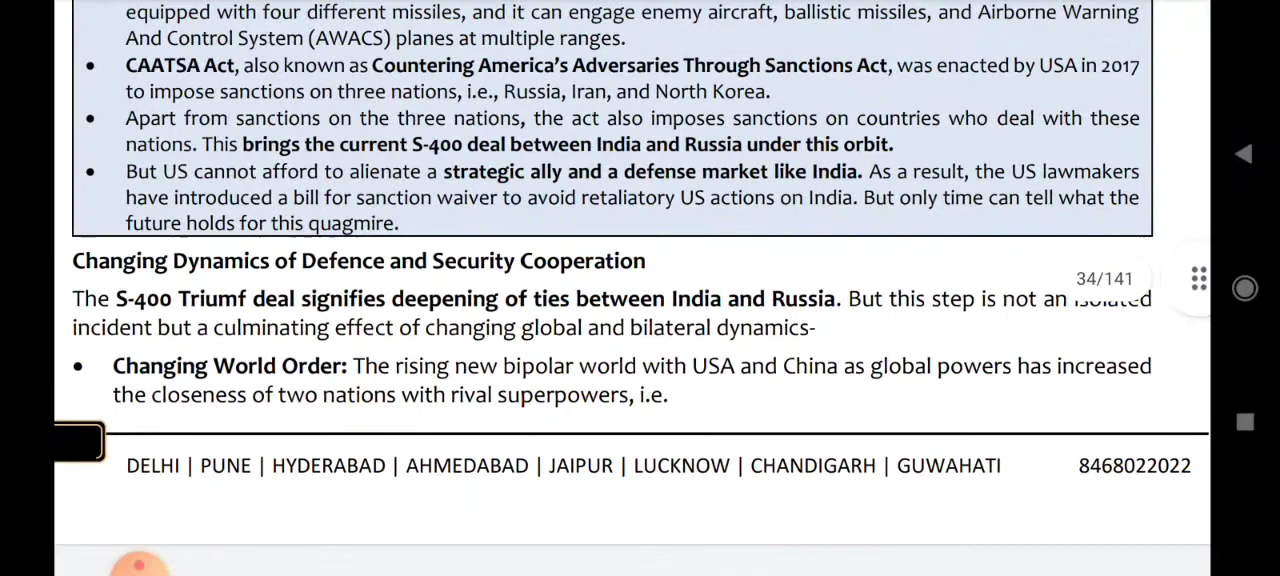 equipped with four different missiles, and it can engage enemy aircraft, ballistic missiles, and Airborne Warning
And Control System (AWACS) planes at multiple ranges.
• CAATSA Act, also known as Countering America's Adversaries Through Sanctions Act, was enacted by USA in 2017
to impose sanctions on three nations, i.e., Russia, Iran, and North Korea.
• Apart from sanctions on the three nations, the act also imposes sanctions on countries who deal with these
nations. This brings the current S-400 deal between India and Russia under this orbit.
• But US cannot afford to alienate a strategic ally and a defense market like India. As a result, the US lawmakers
have introduced a bill for sanction waiver to avoid retaliatory US actions on India. But only time can tell what the
future holds for this quagmire.
Changing Dynamics of Defence and Security Cooperation
34/141
The S-400 Triumf deal signifies deepening of ties between India and Russia. But this step is not an isolated
incident but a culminating effect of changing global and bilateral dynamics-
• Changing World Order: The rising new bipolar world with USA and China as global powers has increased
the closeness of two nations with rival superpowers, i.e.
DELHI | PUNE | HYDERABAD | AHMEDABAD | JAIPUR | LUCKNOW | CHANDIGARH | GUWAHATI 8468022022